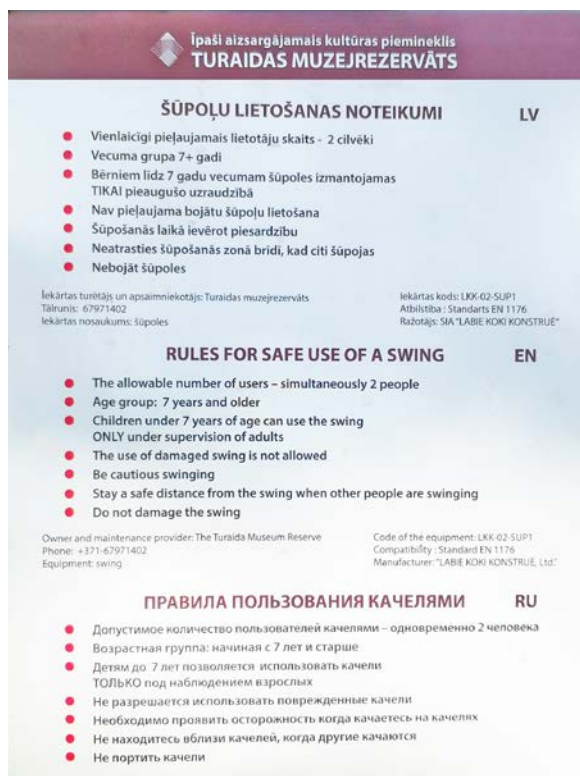 Īpaši aizsargājamais kultūras piemineklis
TURAIDAS MUZEJREZERVĀTS
ŠŪPOĻU LIETOŠANAS NOTEIKUMI LV
Vienlaicīgi pieļaujamais lietotāju skaits - 2 cilvēki
Vecuma grupa 7+ gadi
Bērniem līdz 7 gadu vecumam šūpoles izmantojamas
TIKAI pieaugušo uzraudzībā
Nav pieļaujama bojātu šūpoļu lietošana
Šūpošanās laikā ievērot piesardzību
Neatrasties šūpošanās zonā brīdī, kad citi šūpojas
Nebojāt šūpoles
Iekārtas turētājs un apsaimniekotājs: Turaidas muzejrezervāts
Tālrunis: 67971402
Iekārtas nosaukums: šūpoles
Iekārtas kods: LKK-02-SUP1
Atbilstība : Standarts EN 1176
Ražotājs: SIA "LABIE KOKI KONSTRUĒ"
RULES FOR SAFE USE OF A SWING EN
The allowable number of users – simultaneously 2 people
Age group: 7 years and older
Children under 7 years of age can use the swing
ONLY under supervision of adults
The use of damaged swing is not allowed
Be cautious swinging
Stay a safe distance from the swing when other people are swinging
Do not damage the swing
Owner and maintenance provider: The Turaida Museum Reserve
Phone: +371-67971402
Equipment: swing
Code of the equipment: LKK-02-SUP1
Compatibility : Standard EN 1176
Manufacturer: "LABIE KOKI KONSTRUĒ, Ltd."
ПРАВИЛА ПОЛЬЗОВАНИЯ КАЧЕЛЯМИ RU
Допустимое количество пользователей качелями – одновременно 2 человека
Возрастная группа: начиная с 7 лет и старше
Детям до 7 лет позволяется использовать качели
ТОЛЬКО под наблюдением взрослых
Не разрешается использовать поврежденные качели
Необходимо проявить осторожность когда качаетесь на качелях
Не находитесь вблизи качелей, когда другие качаются
Не портить качели